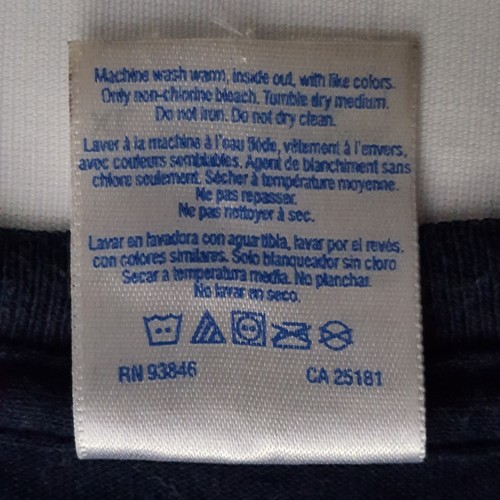 Machine wash warm, inside out, with like colors.
Only non-chlorine bleach. Tumble dry medium.
Do not iron. Do not dry clean.
Laver à la machine à l'eau tiède, vêtement à l'envers,
avec couleurs semblables. Agent de blanchiment sans
chlore seulement. Sécher à température moyenne.
Ne pas repasser.
Ne pas nettoyer à sec.
Lavar en lavadora con agua tibia, lavar por el revés.
con colores similares. Solo blanqueador sin cloro
Secar a temperatura media. No planchar.
No lavar en seco.
RN 93846 CA 25181